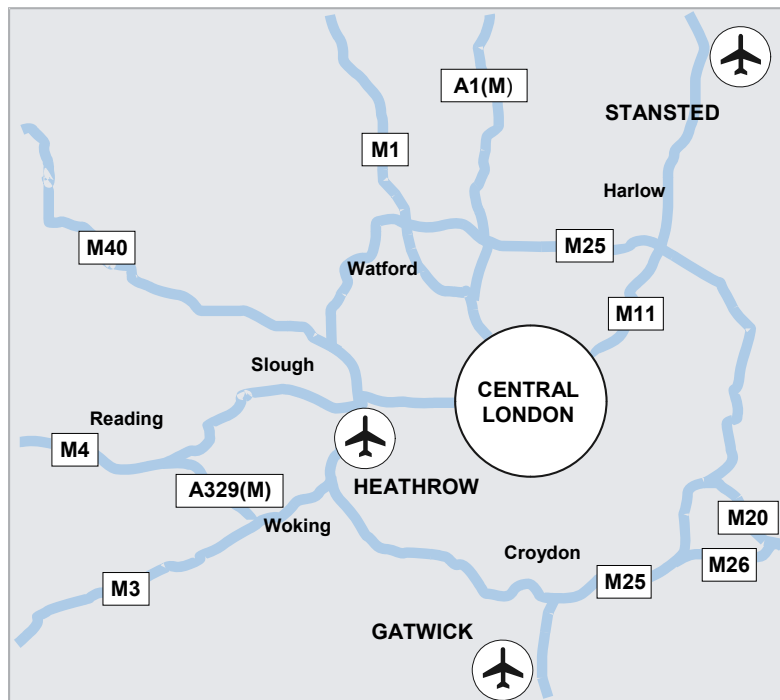 A1(M)
STANSTED
M1
Harlow
M40
M25
Watford
M11
Slough
CENTRAL
LONDON
Reading
M4
HEATHROW
A329(M)
Woking
M20
Croydon
M26
M3
M25
GATWICK